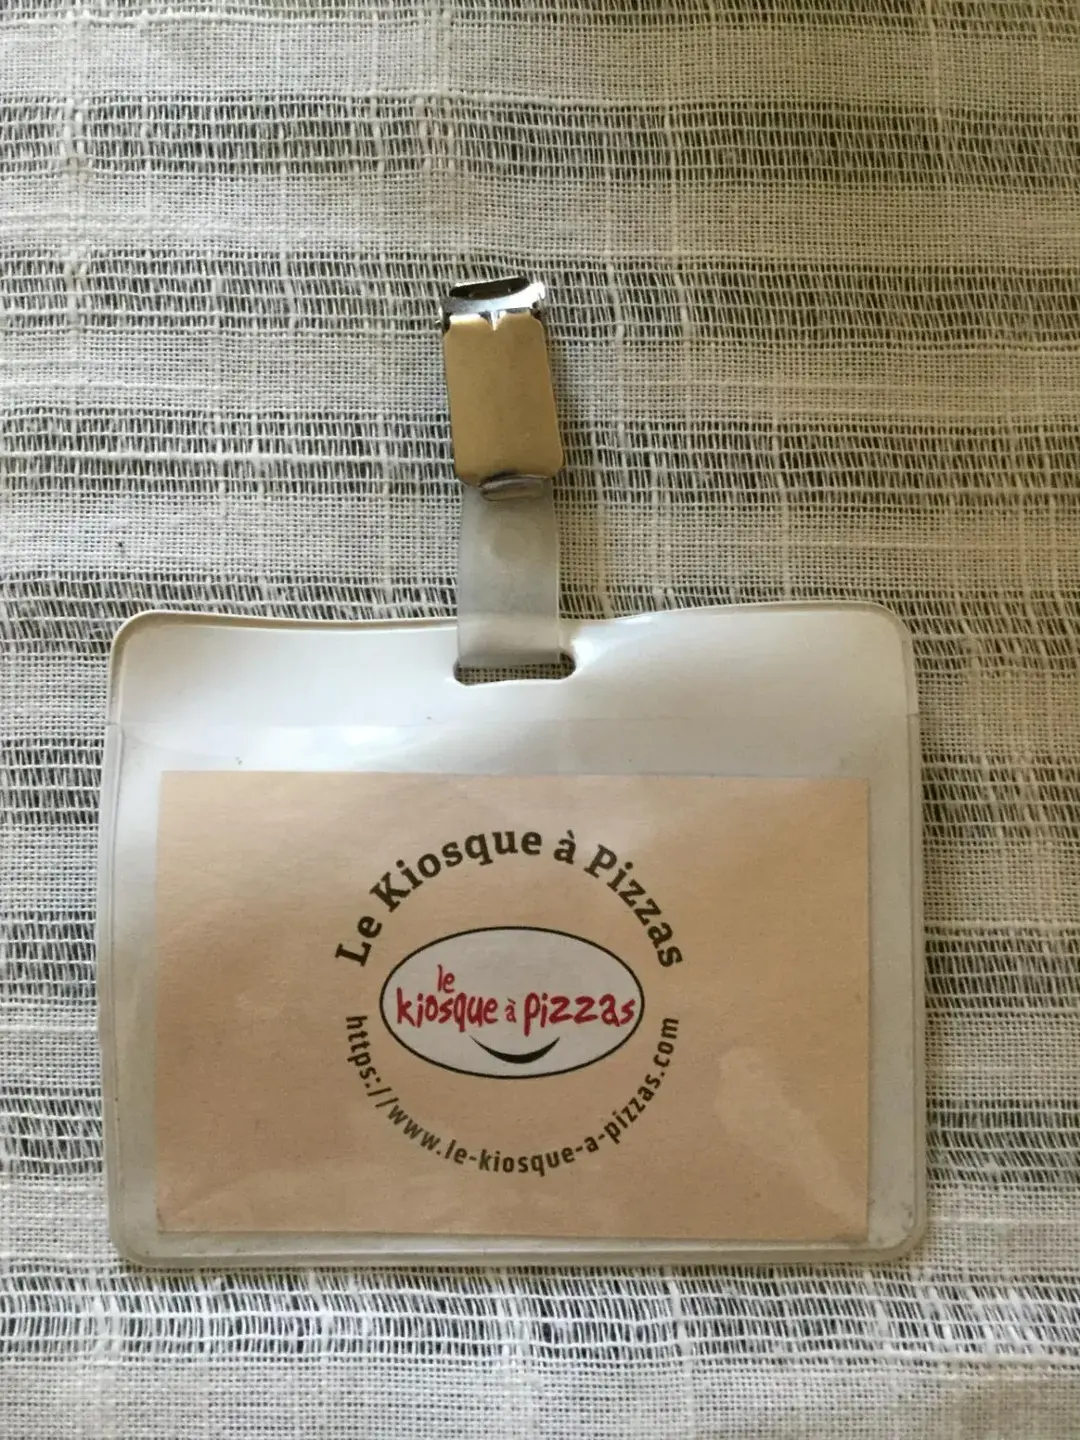 Le Kiosque à Pizzas
le
kiosque à pizzas
https://www.le-kiosque-a-pizzas.com